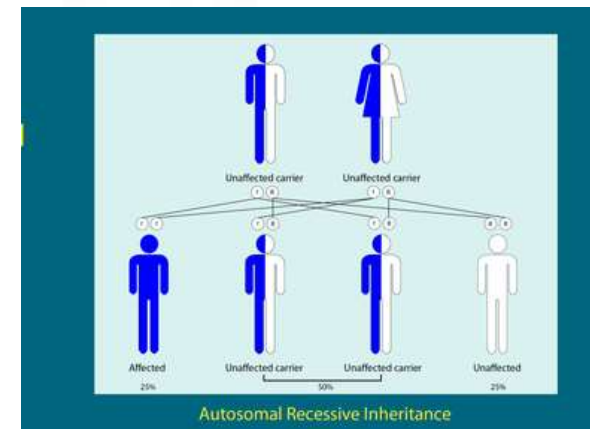 Unaffected carrier Unaffected carrier
r R r R
r r r R r R R R
Affected Unaffected carrier Unaffected carrier Unaffected
25% 50% 25%
Autosomal Recessive Inheritance